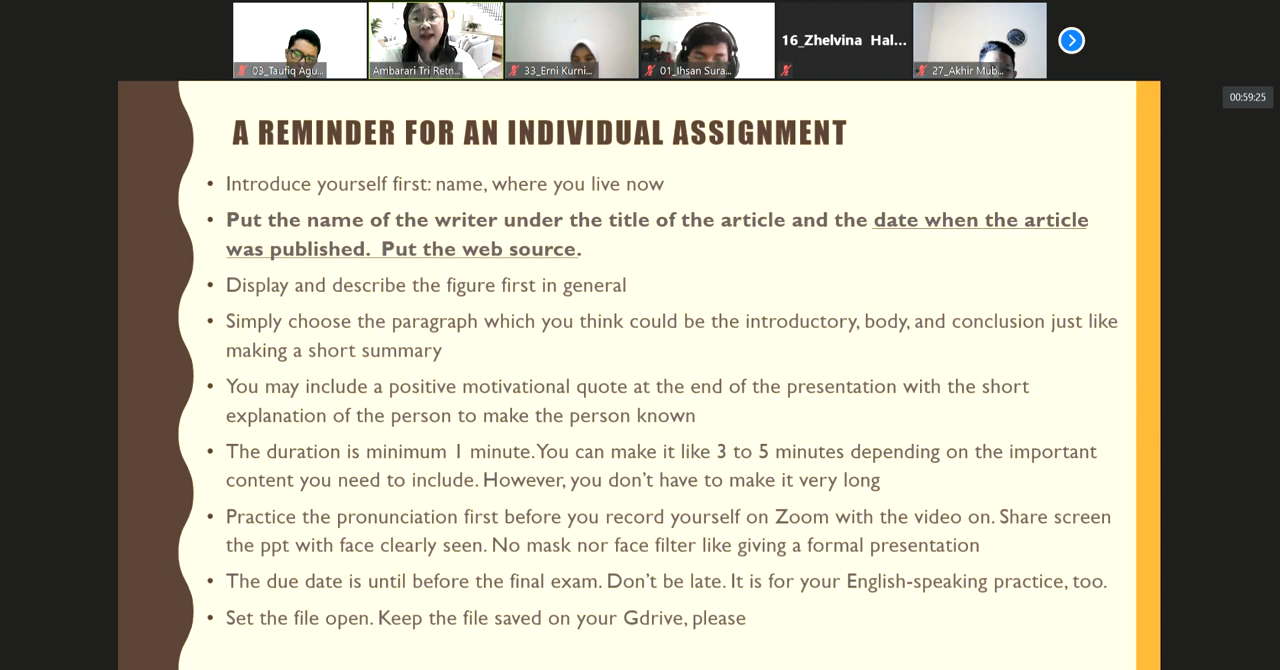 03_Taufiq Agu...
Ambarari Tri Retn...
33_Erni Kurni...
01_Ihsan Sura...
16_Zhelvina Hal...
27_Akhir Mub...
00:59:25
A REMINDER FOR AN INDIVIDUAL ASSIGNMENT
• Introduce yourself first: name, where you live now
• Put the name of the writer under the title of the article and the date when the article
was published. Put the web source.
• Display and describe the figure first in general
• Simply choose the paragraph which you think could be the introductory, body, and conclusion just like
making a short summary
• You may include a positive motivational quote at the end of the presentation with the short
explanation of the person to make the person known
• The duration is minimum 1 minute. You can make it like 3 to 5 minutes depending on the important
content you need to include. However, you don’t have to make it very long
• Practice the pronunciation first before you record yourself on Zoom with the video on. Share screen
the ppt with face clearly seen. No mask nor face filter like giving a formal presentation
• The due date is until before the final exam. Don’t be late. It is for your English-speaking practice, too.
• Set the file open. Keep the file saved on your Gdrive, please